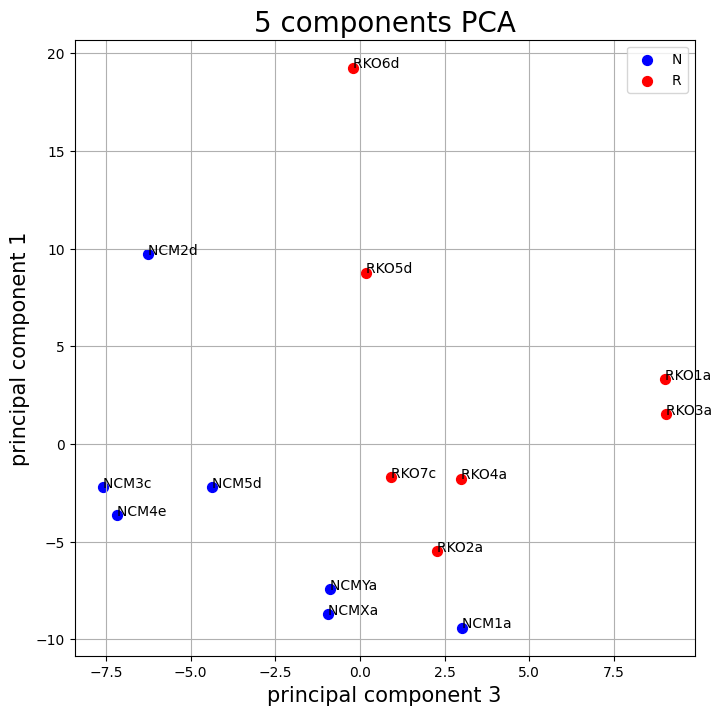 5 components PCA
N
R
principal component 1
20
15
10
5
0
−5
−10
RKO6d
NCM2d
RKO5d
RKO1a
RKO3a
NCM3c
NCM5d
RKO7c
RKO4a
NCM4e
RKO2a
NCMYa
NCMXa
NCM1a
−7.5
−5.0
−2.5
0.0
2.5
5.0
7.5
principal component 3